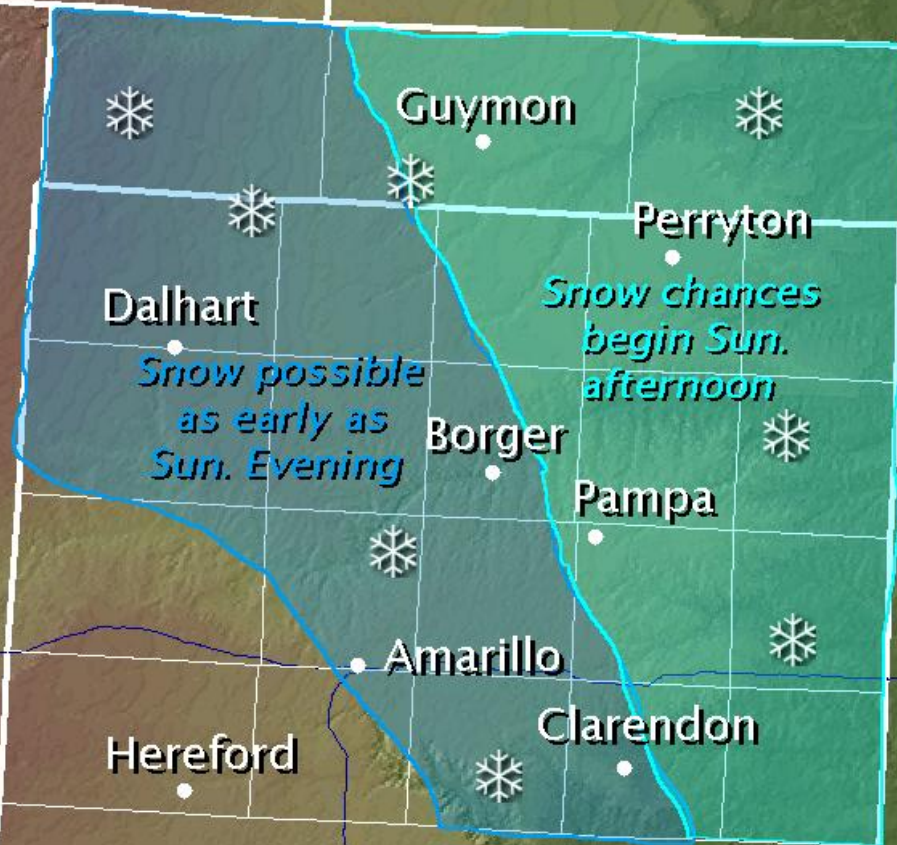 Guymon
Perryton
Snow chances
begin Sun.
afternoon
Dalhart
Snow possible
as early as
Sun. Evening
Borger
Pampa
Amarillo
Clarendon
Hereford